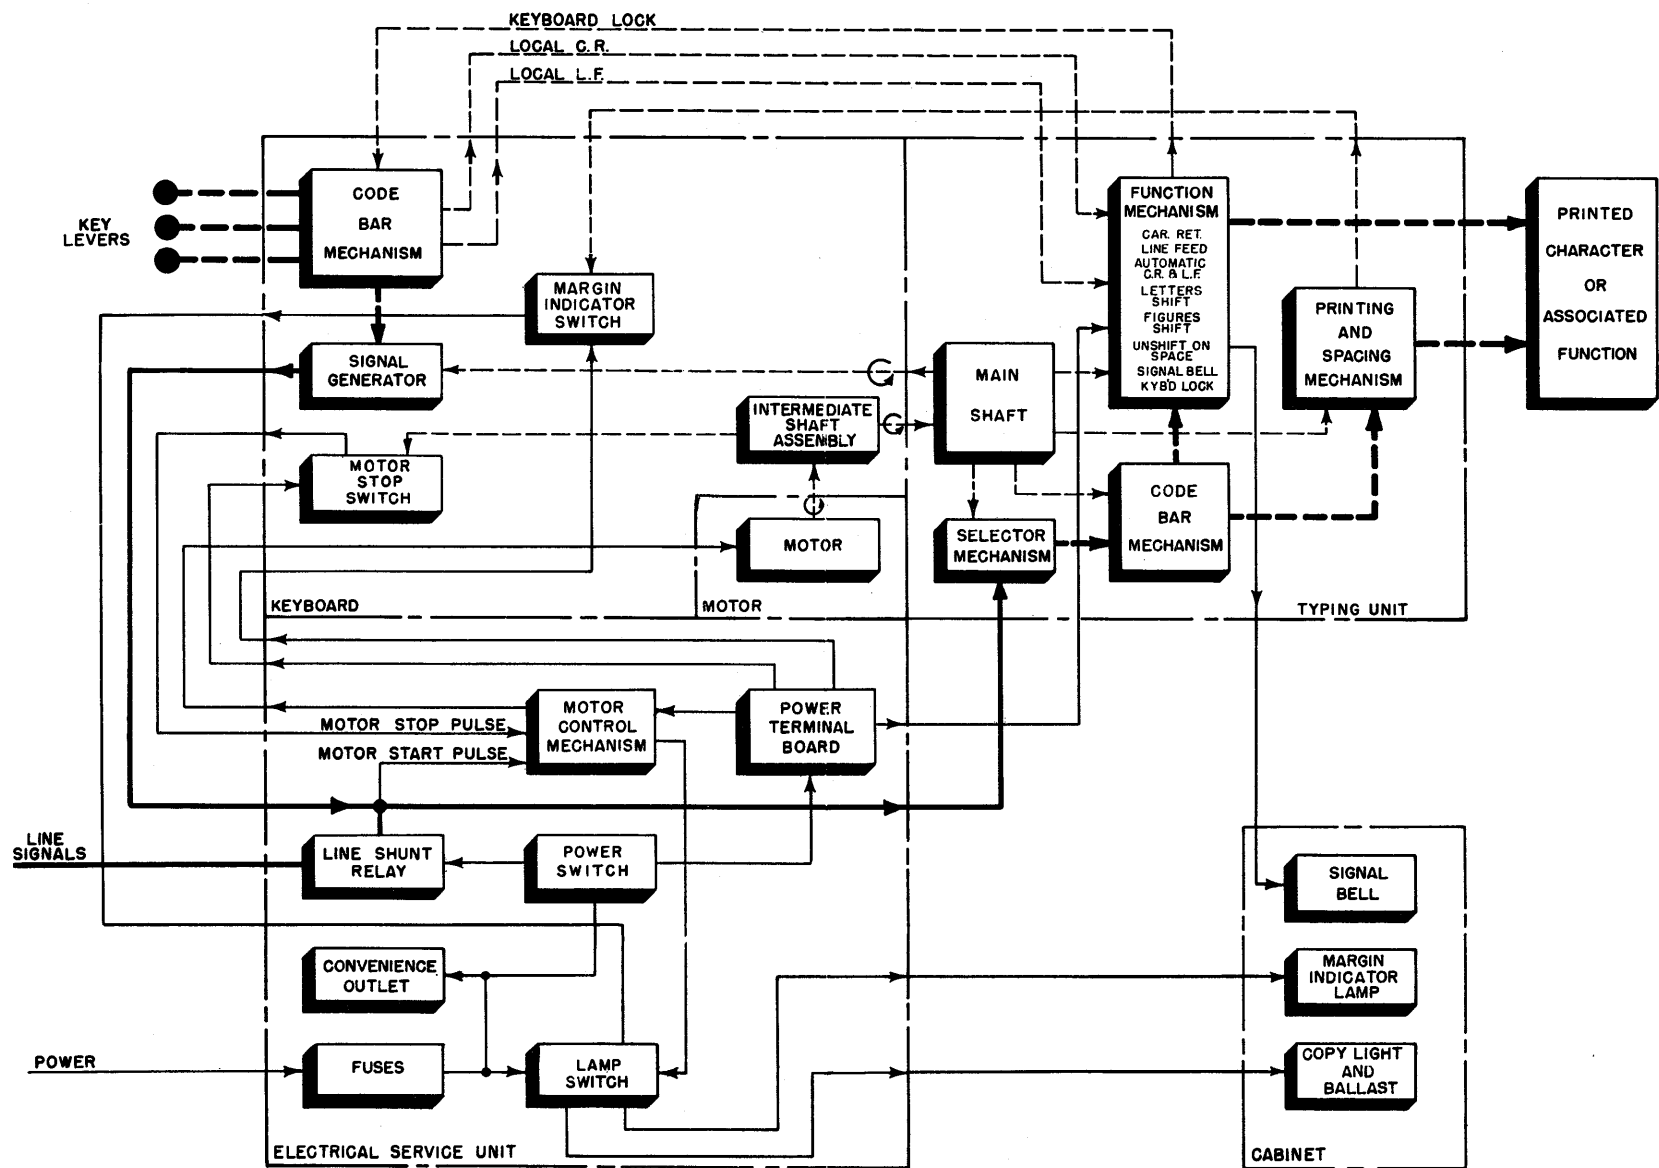 KEYBOARD LOCK
LOCAL C.R.
LOCAL L.F.
KEY
LEVERS
CODE
BAR
MECHANISM
MARGIN
INDICATOR
SWITCH
SIGNAL
GENERATOR
INTERMEDIATE
SHAFT
ASSEMBLY
MOTOR
STOP
SWITCH
MOTOR
KEYBOARD
MOTOR
MAIN
SHAFT
SELECTOR
MECHANISM
FUNCTION
MECHANISM
CAR. RET.
LINE FEED
AUTOMATIC
C.R. & L.F.
LETTERS
SHIFT
FIGURES
SHIFT
UNSHIFT ON
SPACE
SIGNAL BELL
KYB'D LOCK
CODE
BAR
MECHANISM
PRINTING
AND
SPACING
MECHANISM
TYPING UNIT
PRINTED
CHARACTER
OR
ASSOCIATED
FUNCTION
MOTOR
CONTROL
MECHANISM
MOTOR STOP PULSE
MOTOR START PULSE
POWER
TERMINAL
BOARD
LINE
SIGNALS
LINE SHUNT
RELAY
POWER
SWITCH
CONVENIENCE
OUTLET
POWER
FUSES
LAMP
SWITCH
ELECTRICAL SERVICE UNIT
SIGNAL
BELL
MARGIN
INDICATOR
LAMP
COPY LIGHT
AND
BALLAST
CABINET